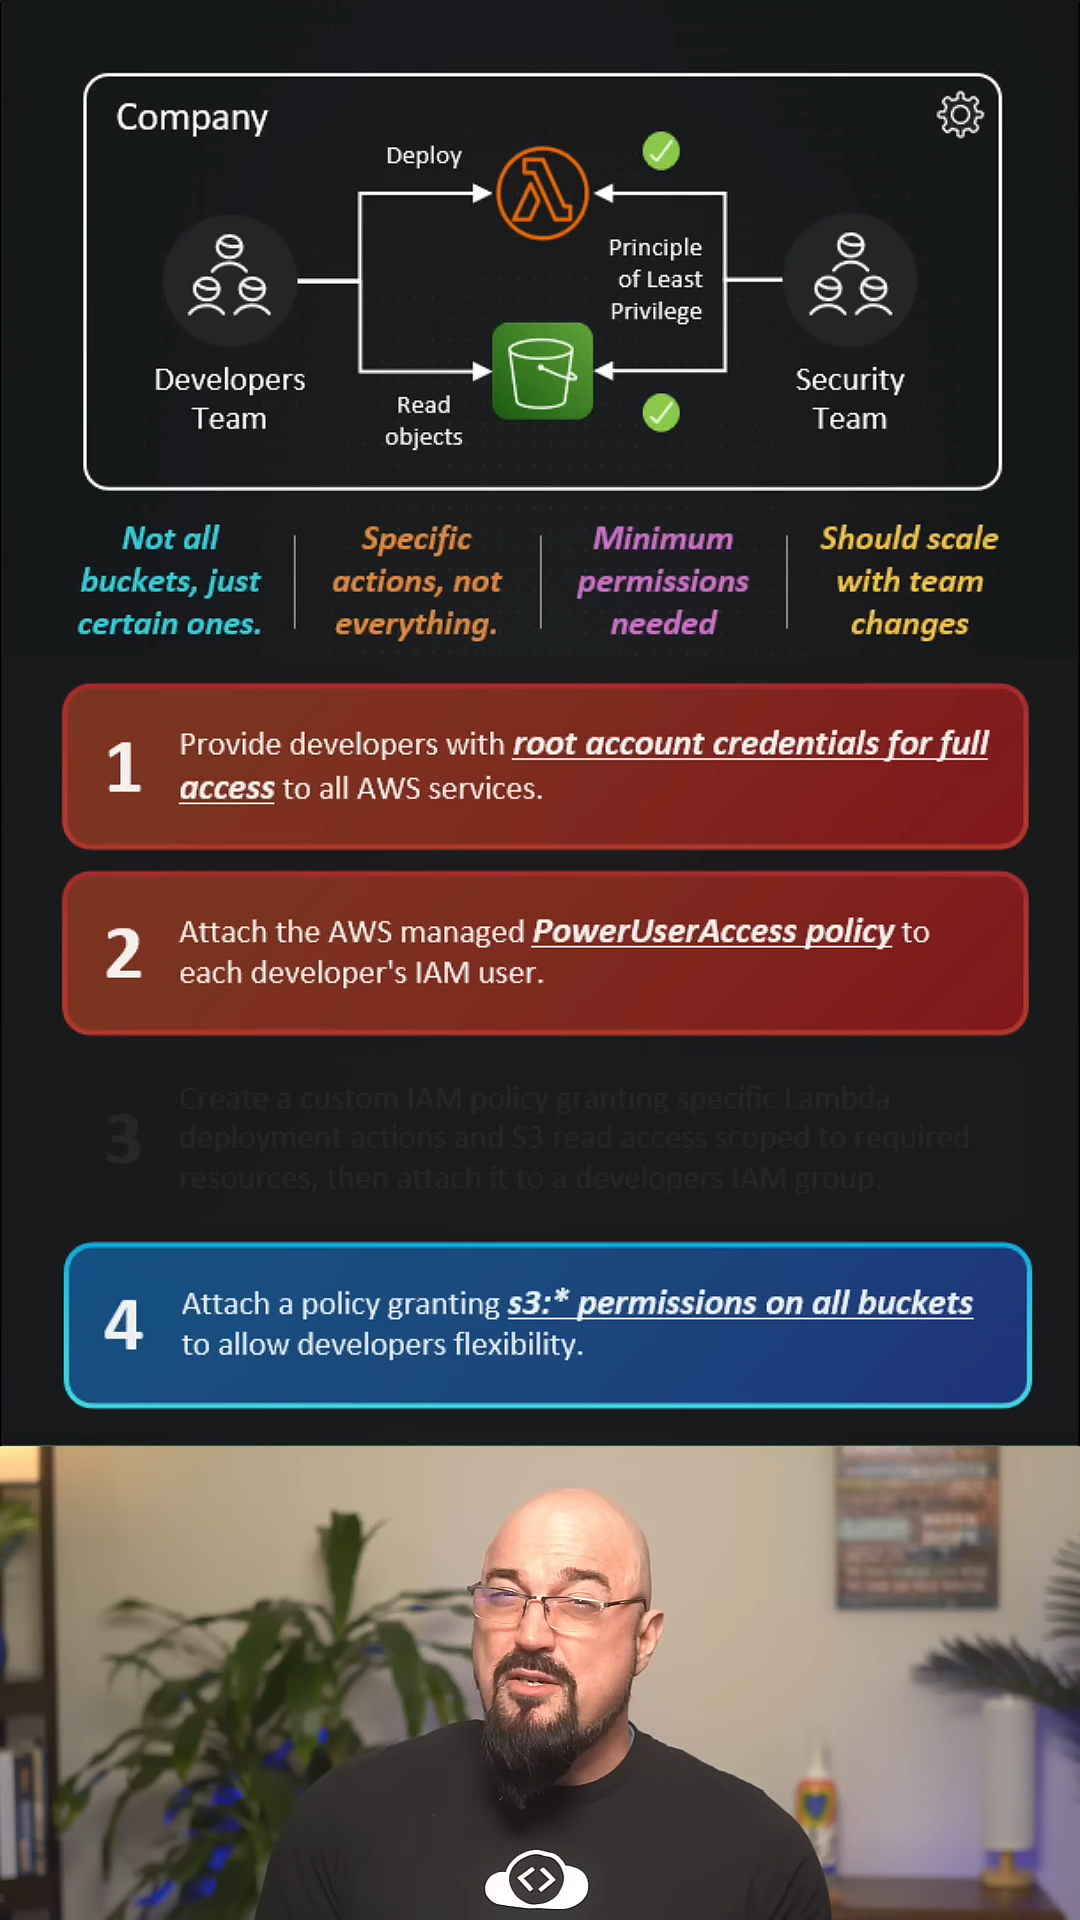 Company
Deploy
Principle
of Least
Privilege
Developers
Team
Read
objects
Security
Team
Not all
buckets, just
certain ones.
Specific
actions, not
everything.
Minimum
permissions
needed
Should scale
with team
changes
1
Provide developers with root account credentials for full
access to all AWS services.
2
Attach the AWS managed PowerUserAccess policy to
each developer's IAM user.
3
Create a custom IAM policy granting specific Lambda
deployment actions and S3 read access scoped to required
resources, then attach it to a developers IAM group.
4
Attach a policy granting s3:* permissions on all buckets
to allow developers flexibility.
<>